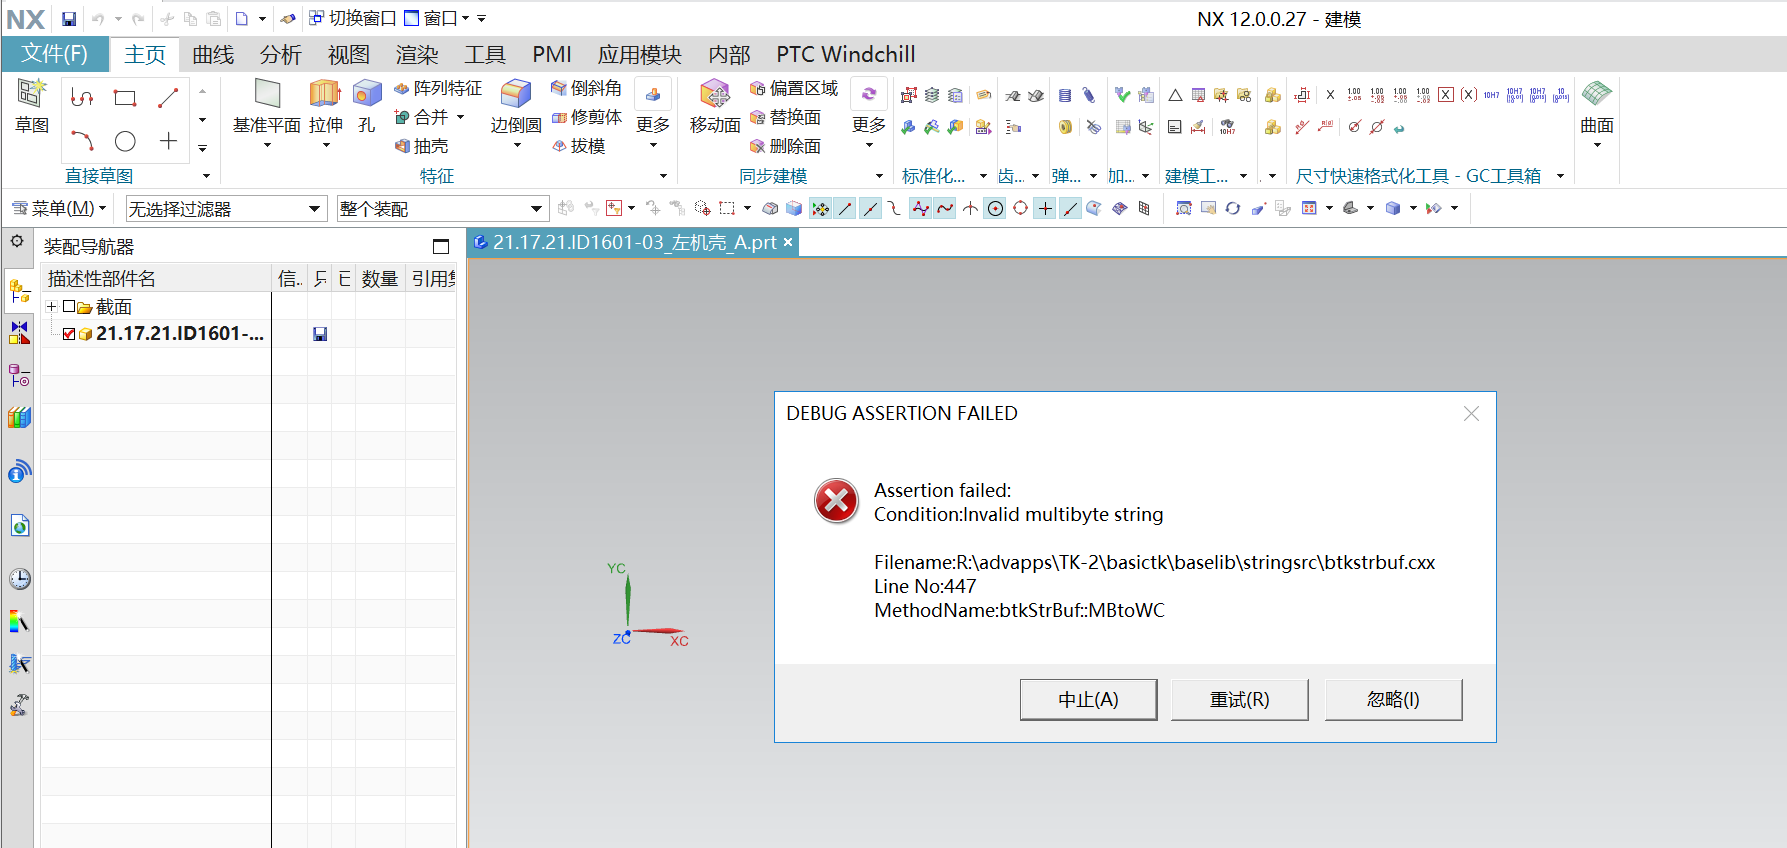 NX
切换窗口 窗口
NX 12.0.0.27 - 建模
文件(F) 主页 曲线 分析 视图 渲染 工具 PMI 应用模块 内部 PTC Windchill
草图
直接草图
基准平面 拉伸 孔
阵列特征
合并
抽壳
边倒圆
倒斜角
修剪体
拔模
更多
特征
移动面
偏置区域
替换面
删除面
更多
同步建模
标准化...
齿...
弹...
加...
建模工...
尺寸快速格式化工具 - GC工具箱
曲面
菜单(M) 无选择过滤器 整个装配
装配导航器
描述性部件名 信.. 数量
截面
21.17.21.ID1601-...
21.17.21.ID1601-03_左机壳_A.prt
YC
ZC
XC
DEBUG ASSERTION FAILED
Assertion failed:
Condition:Invalid multibyte string
Filename:R:\advapps\TK-2\basictk\baselib\stringsrc\btkstrbuf.cxx
Line No:447
MethodName:btkStrBuf::MBtoWC
中止(A) 重试(R) 忽略(I)